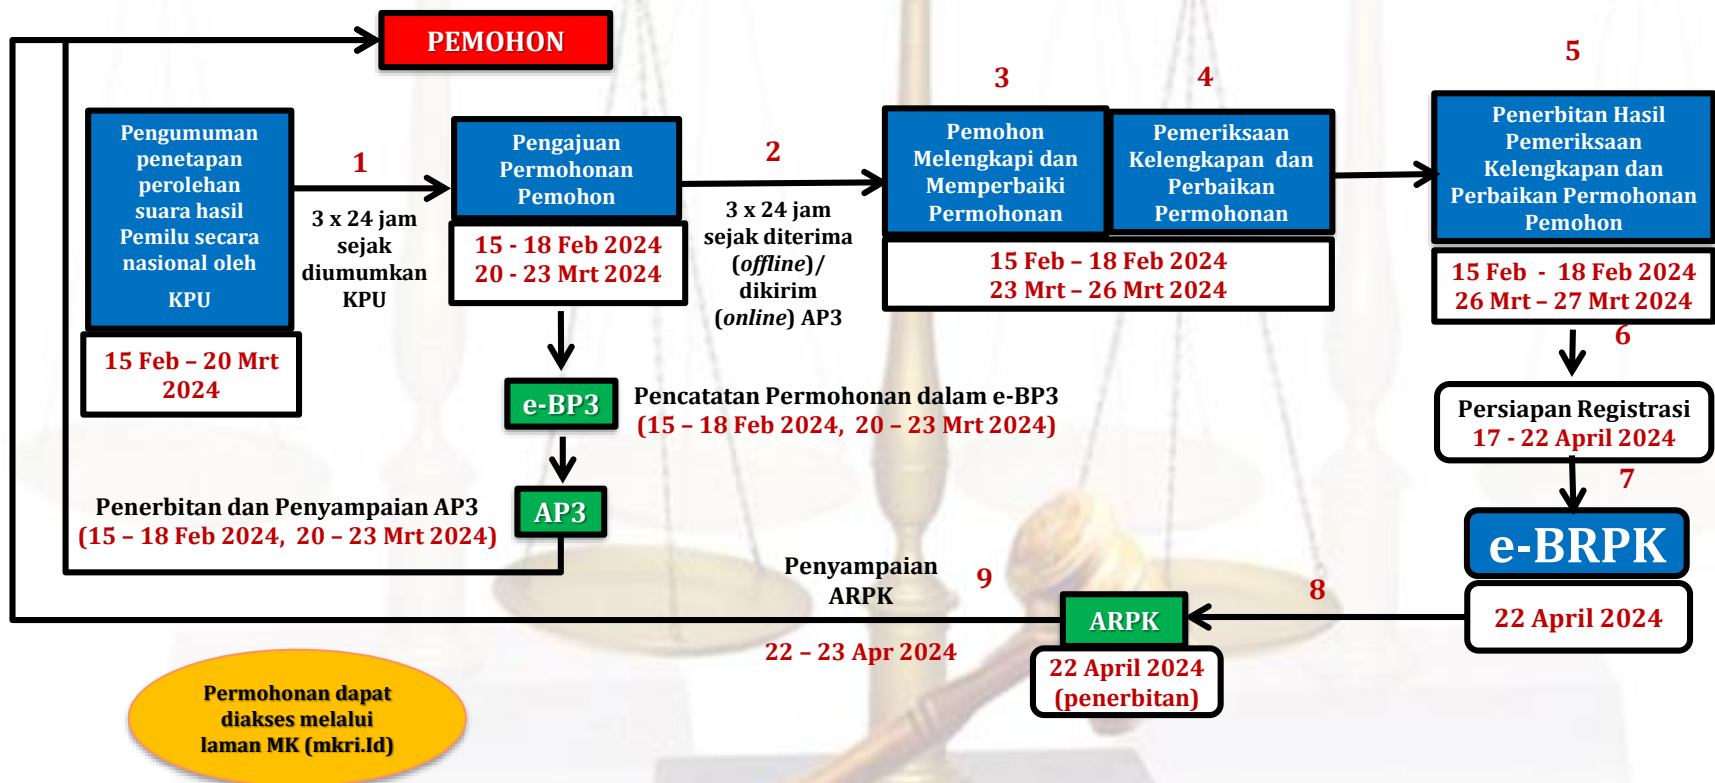 PEMOHON
Pengumuman
penetapan
perolehan
suara hasil
Pemilu secara
nasional oleh
KPU
15 Feb – 20 Mrt
2024
1
3 x 24 jam
sejak
diumumkan
KPU
Pengajuan
Permohonan
Pemohon
15 - 18 Feb 2024
20 - 23 Mrt 2024
2
3 x 24 jam
sejak diterima
(offline)/
dikirim
(online) AP3
3
Pemohon
Melengkapi dan
Memperbaiki
Permohonan
4
Pemeriksaan
Kelengkapan dan
Perbaikan
Permohonan
15 Feb – 18 Feb 2024
23 Mrt – 26 Mrt 2024
5
Penerbitan Hasil
Pemeriksaan
Kelengkapan dan
Perbaikan Permohonan
Pemohon
15 Feb - 18 Feb 2024
26 Mrt – 27 Mrt 2024
6
e-BP3
Pencatatan Permohonan dalam e-BP3
(15 – 18 Feb 2024, 20 – 23 Mrt 2024)
Persiapan Registrasi
17 - 22 April 2024
7
Penerbitan dan Penyampaian AP3
(15 – 18 Feb 2024, 20 – 23 Mrt 2024)
AP3
e-BRPK
22 April 2024
8
ARPK
22 April 2024
(penerbitan)
9
Penyampaian
ARPK
22 – 23 Apr 2024
Permohonan dapat
diakses melalui
laman MK (mkri.Id)